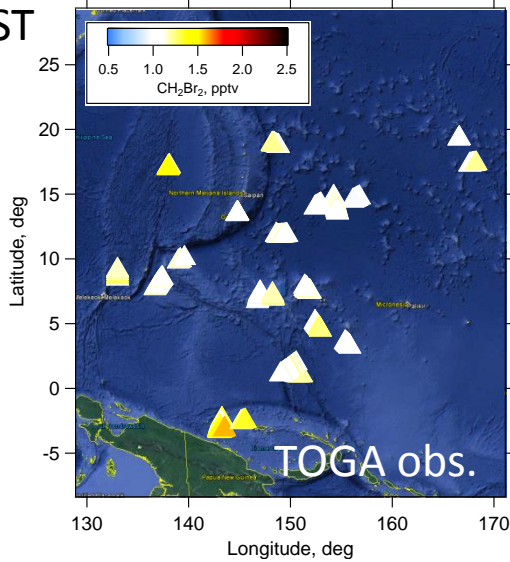 ST
0.5 1.0 1.5 2.0 2.5
CH₂Br₂, pptv
25
20
15
10
5
0
-5
Latitude, deg
Northern Mariana Islands Saipan
Micronesia
Papua New Guinea
TOGA obs.
130 140 150 160 170
Longitude, deg